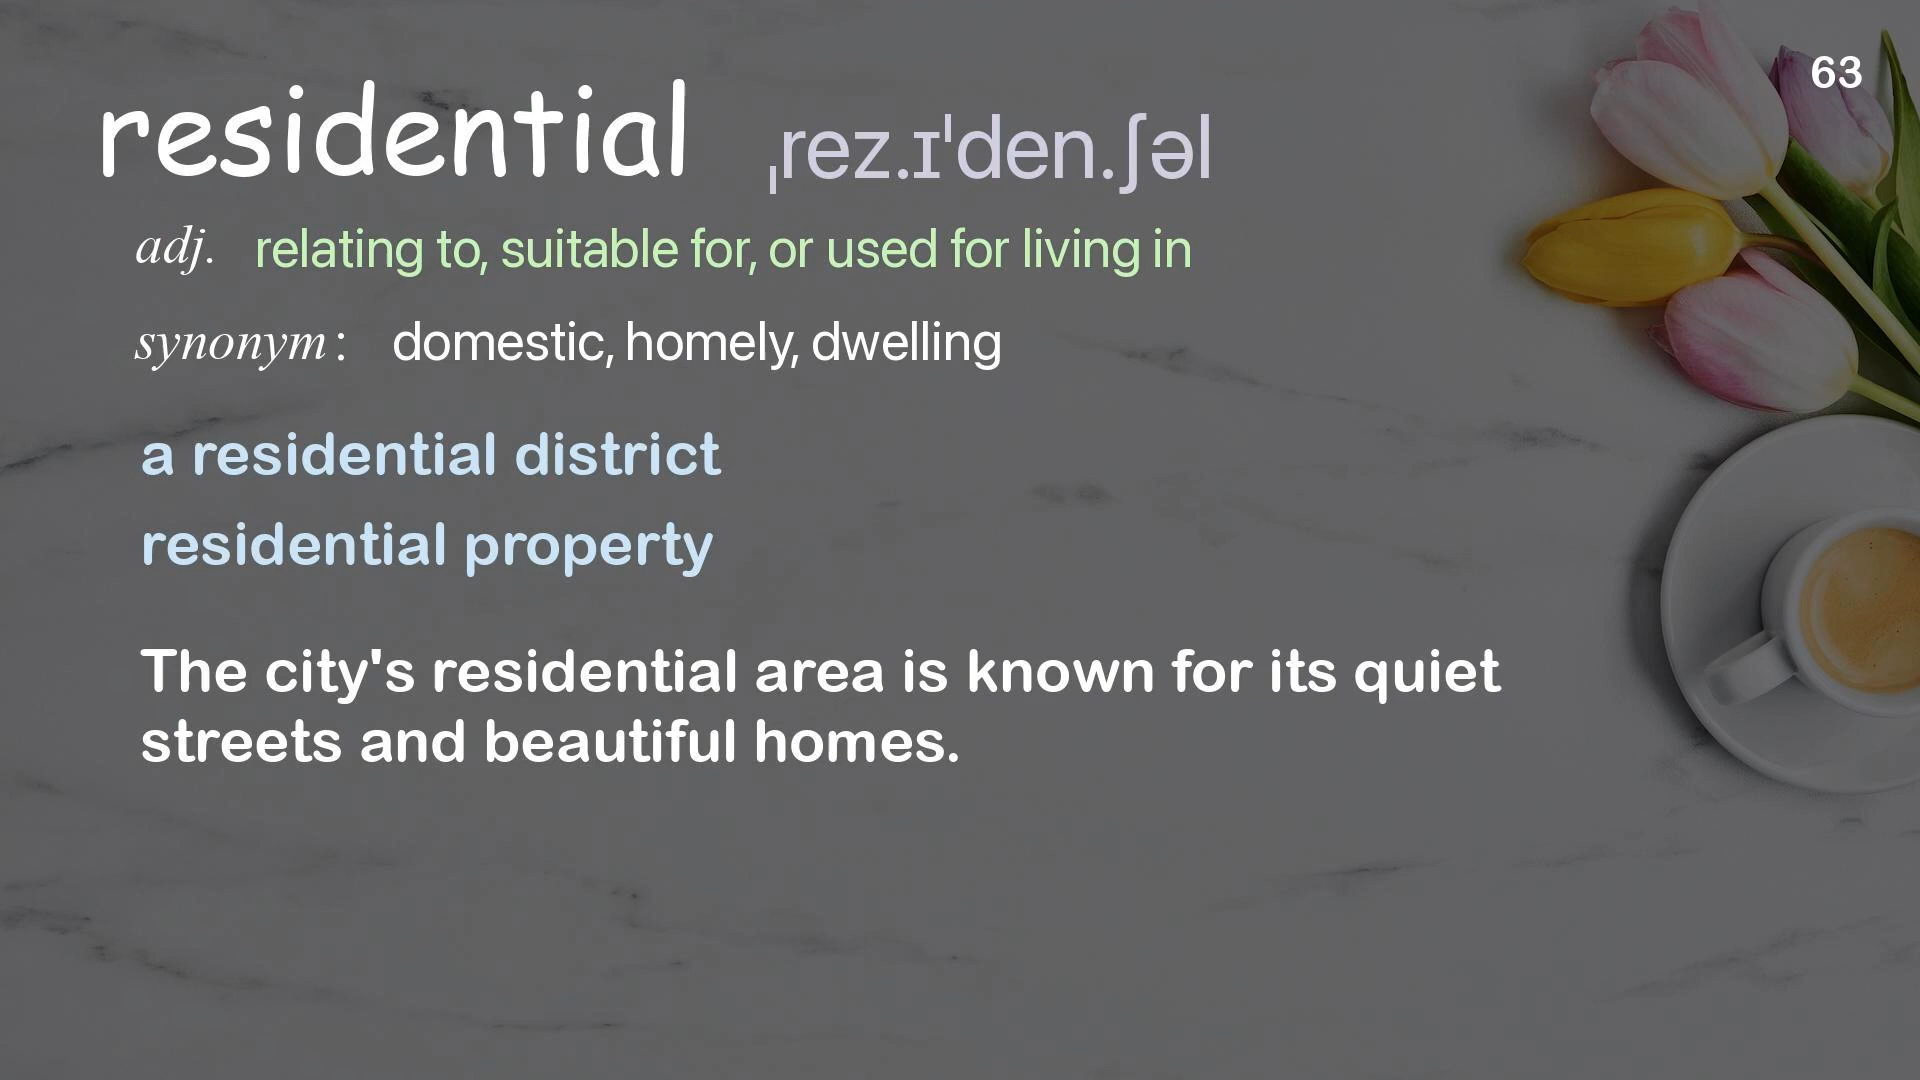 63
residential ˌrez.ɪˈden.ʃəl
adj. relating to, suitable for, or used for living in
synonym : domestic, homely, dwelling
a residential district
residential property
The city's residential area is known for its quiet
streets and beautiful homes.